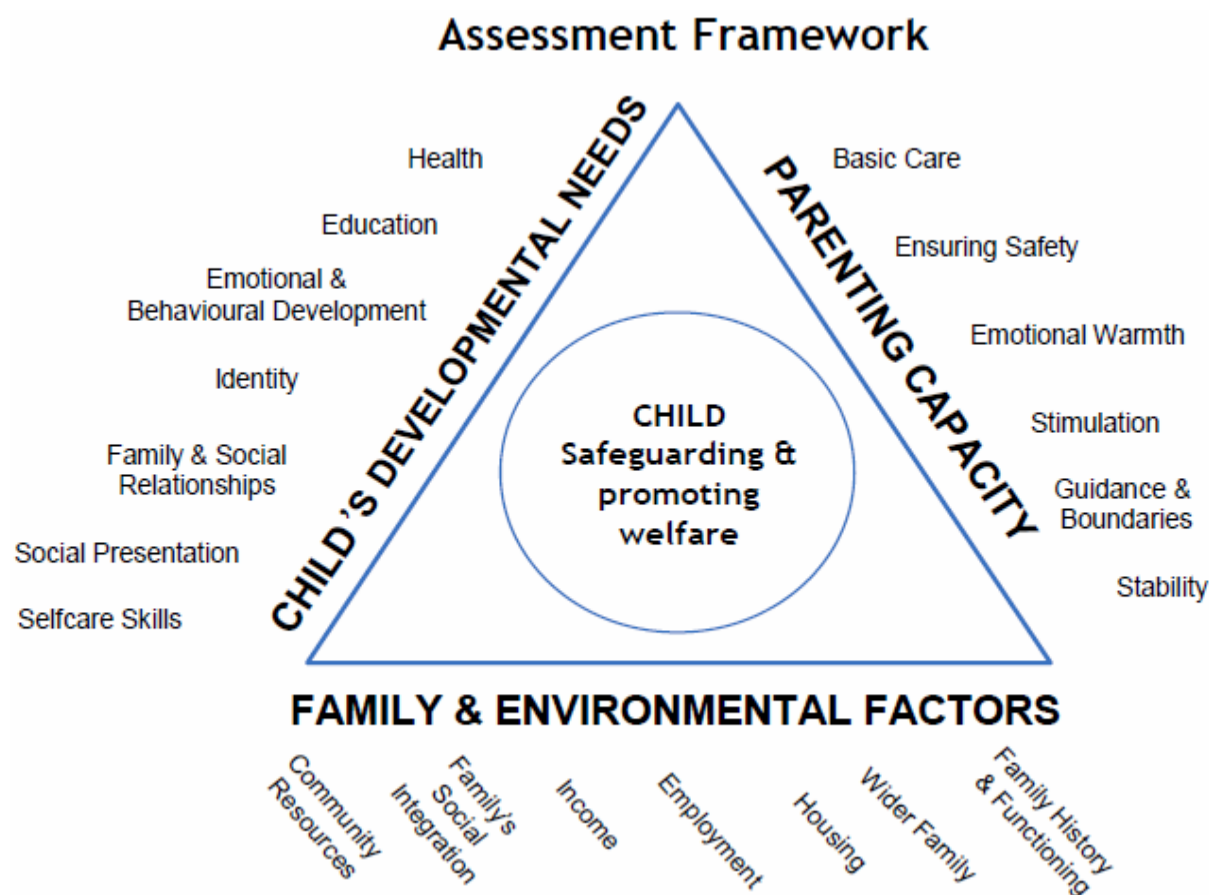 Assessment Framework
CHILD'S DEVELOPMENTAL NEEDS
Health
Education
Emotional &
Behavioural Development
Identity
Family & Social
Relationships
Social Presentation
Selfcare Skills
PARENTING CAPACITY
Basic Care
Ensuring Safety
Emotional Warmth
Stimulation
Guidance &
Boundaries
Stability
CHILD
Safeguarding &
promoting
welfare
FAMILY & ENVIRONMENTAL FACTORS
Community
Resources
Family's
Social
Integration
Income
Employment
Housing
Wider Family
Family History
& Functioning